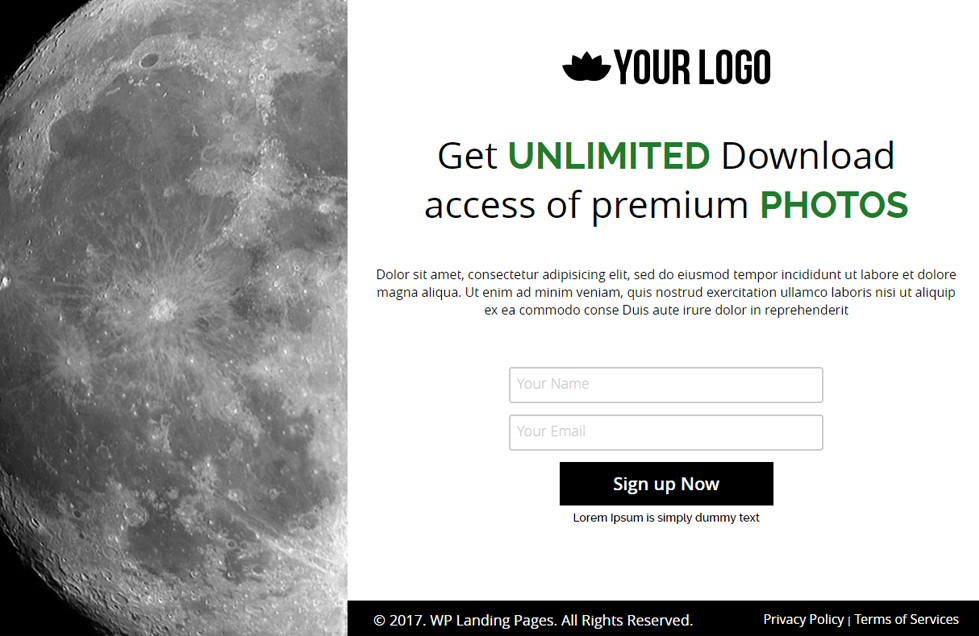 YOUR LOGO
Get UNLIMITED Download
access of premium PHOTOS
Dolor sit amet, consectetur adipisicing elit, sed do eiusmod tempor incididunt ut labore et dolore
magna aliqua. Ut enim ad minim veniam, quis nostrud exercitation ullamco laboris nisi ut aliquip
ex ea commodo conse Duis aute irure dolor in reprehenderit
Your Name
Your Email
Sign up Now
Lorem Ipsum is simply dummy text
© 2017. WP Landing Pages. All Rights Reserved.
Privacy Policy | Terms of Services